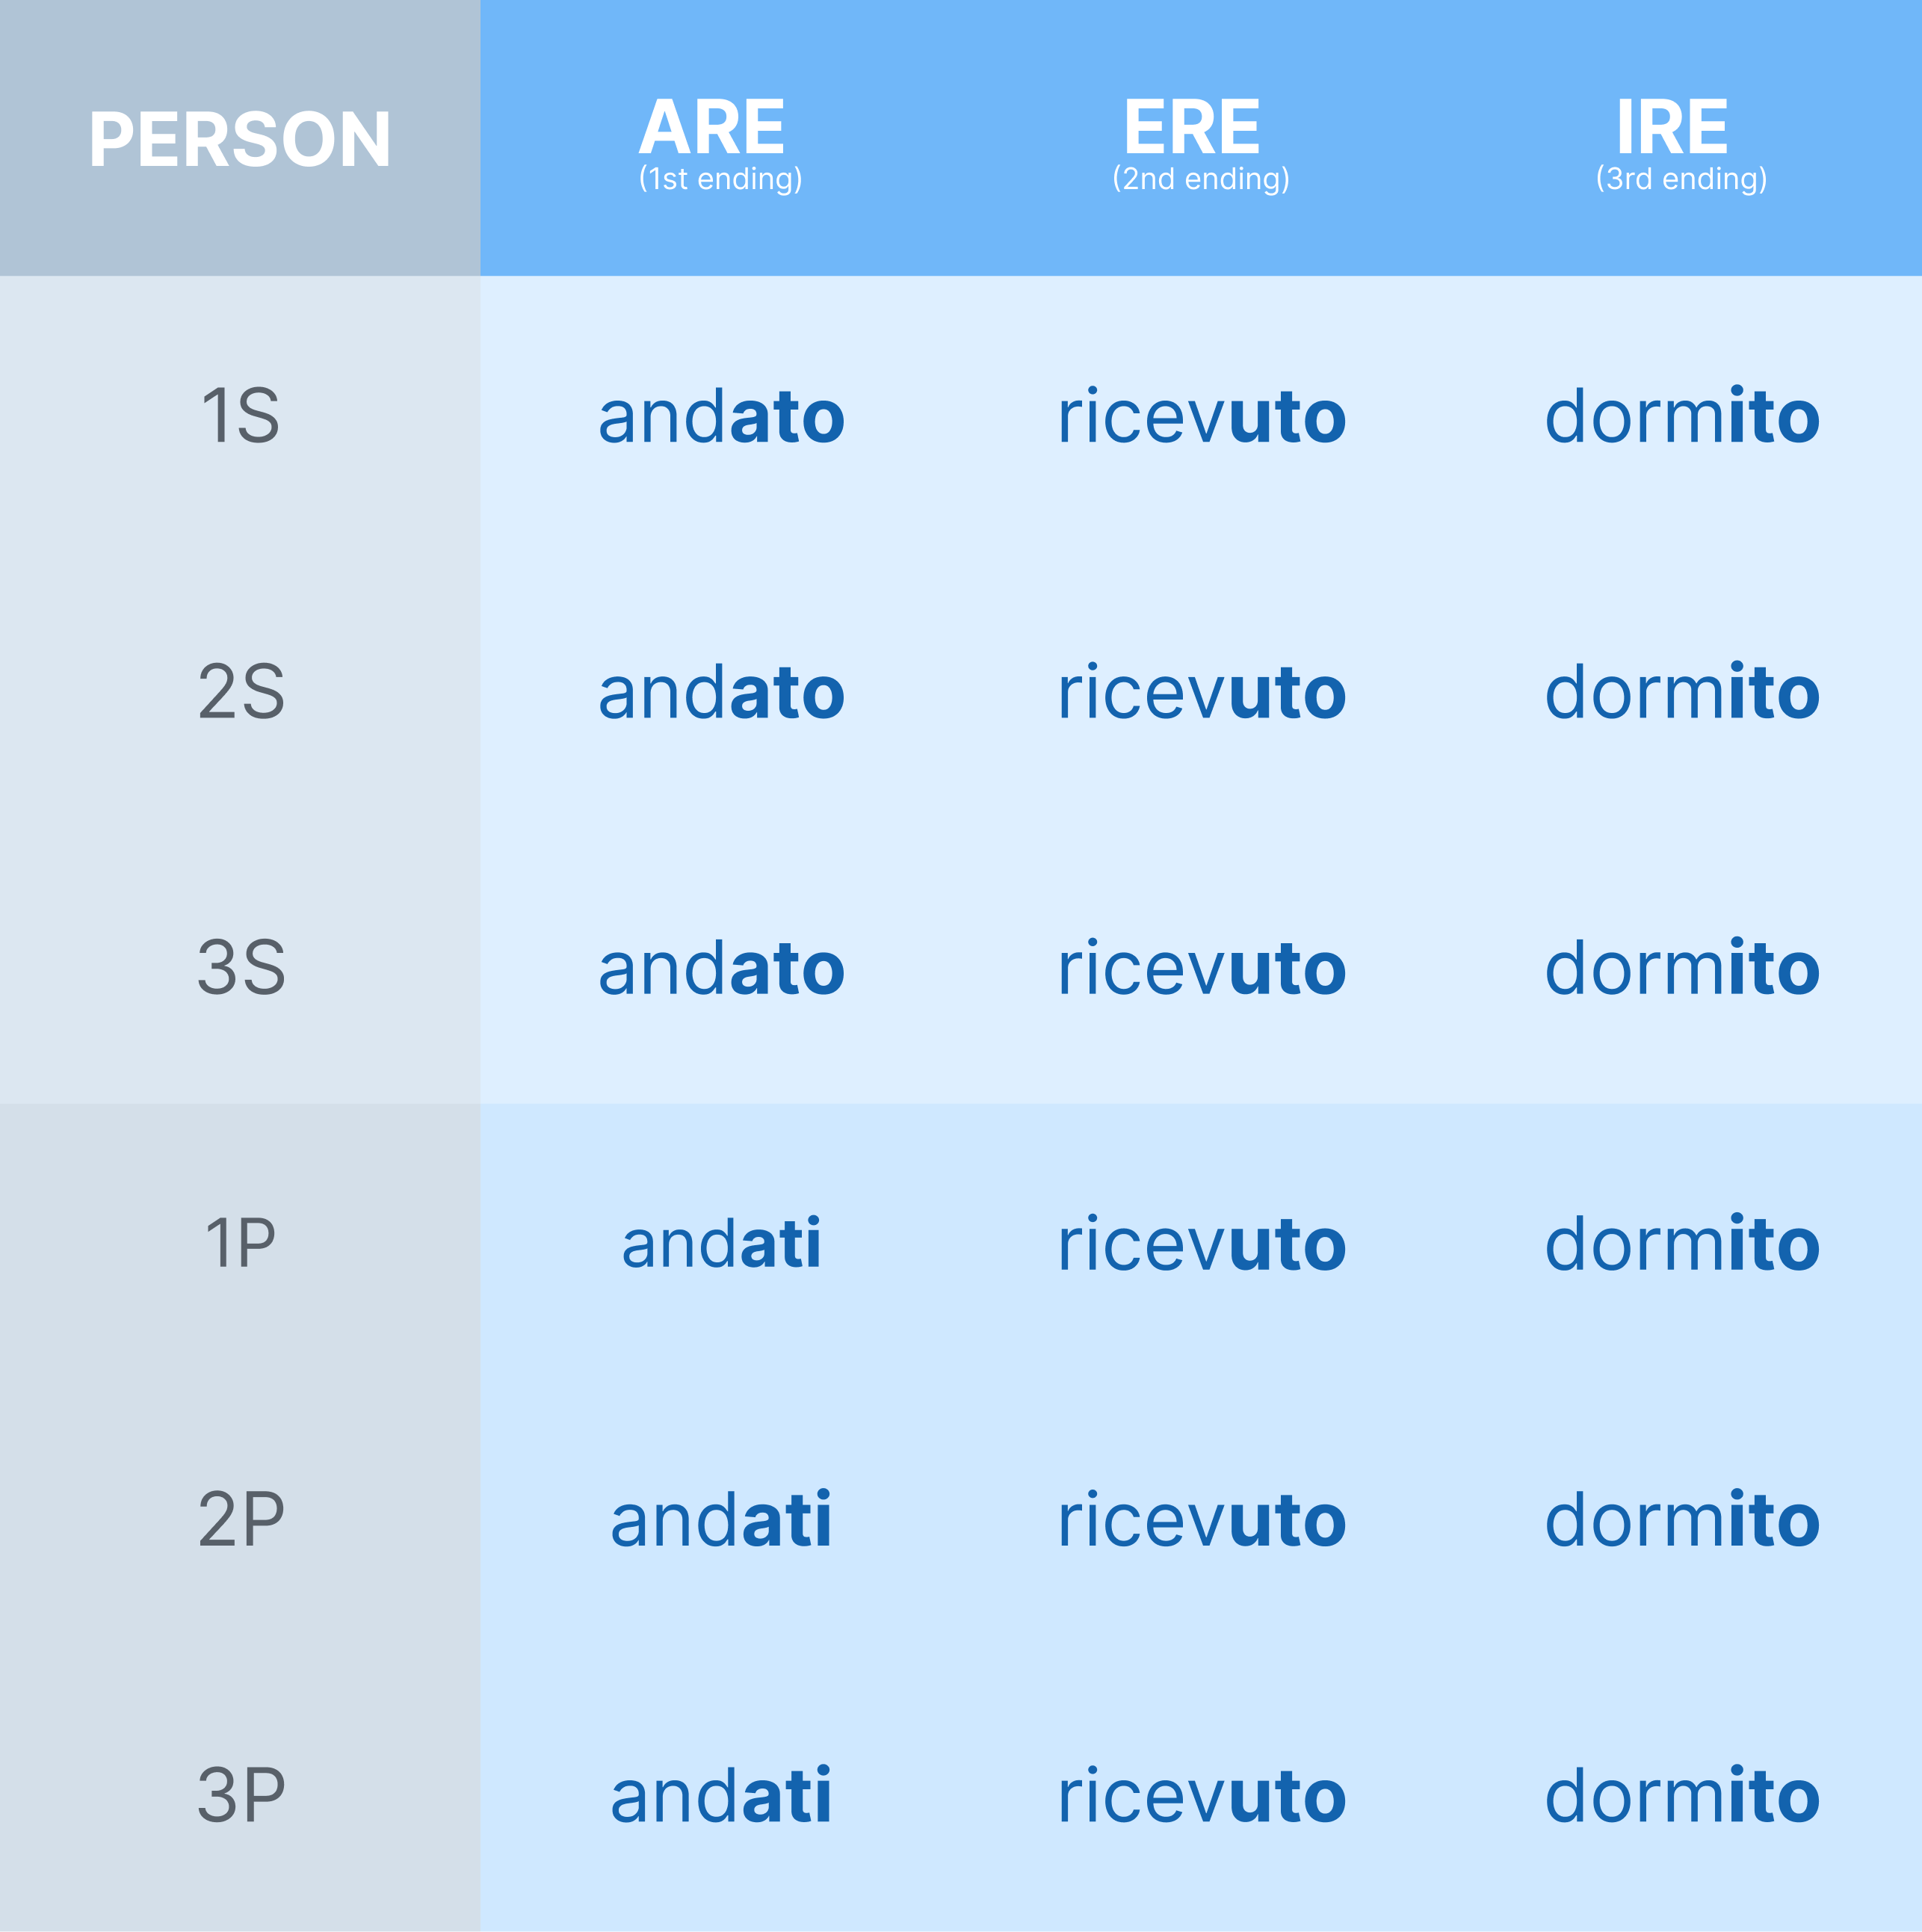 PERSON ARE ERE IRE
(1st ending) (2nd ending) (3rd ending)
1S andato ricevuto dormito
2S andato ricevuto dormito
3S andato ricevuto dormito
1P andati ricevuto dormito
2P andati ricevuto dormito
3P andati ricevuto dormito